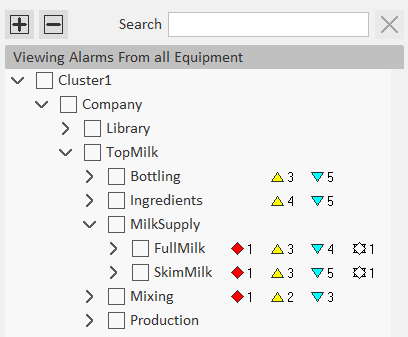 Search
Viewing Alarms From all Equipment
Cluster1
Company
Library
TopMilk
Bottling 3 5
Ingredients 4 5
MilkSupply
FullMilk 1 3 4 1
SkimMilk 1 3 5 1
Mixing 1 2 3
Production